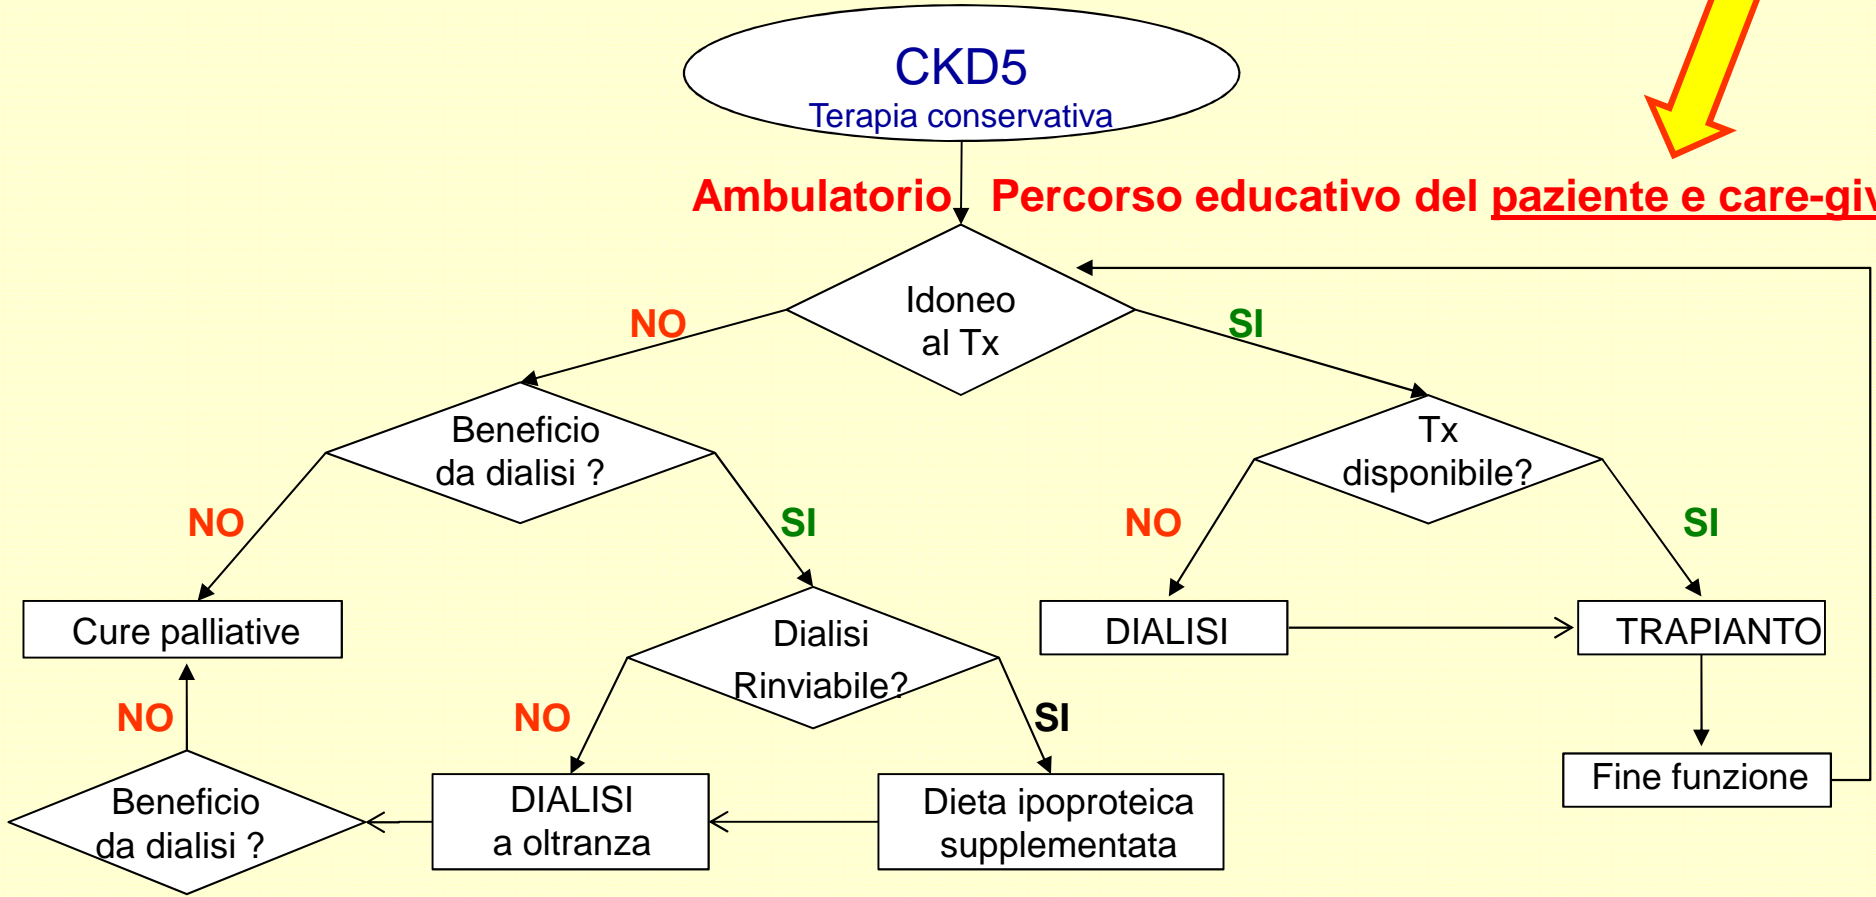 CKD5
Terapia conservativa
Ambulatorio Percorso educativo del paziente e care-giv
Idoneo
al Tx
NO
SI
Beneficio
da dialisi ?
Tx
disponibile?
NO
SI
NO
SI
Cure palliative
Dialisi
Rinviabile?
DIALISI
TRAPIANTO
NO
NO
SI
Fine funzione
Beneficio
da dialisi ?
DIALISI
a oltranza
Dieta ipoproteica
supplementata